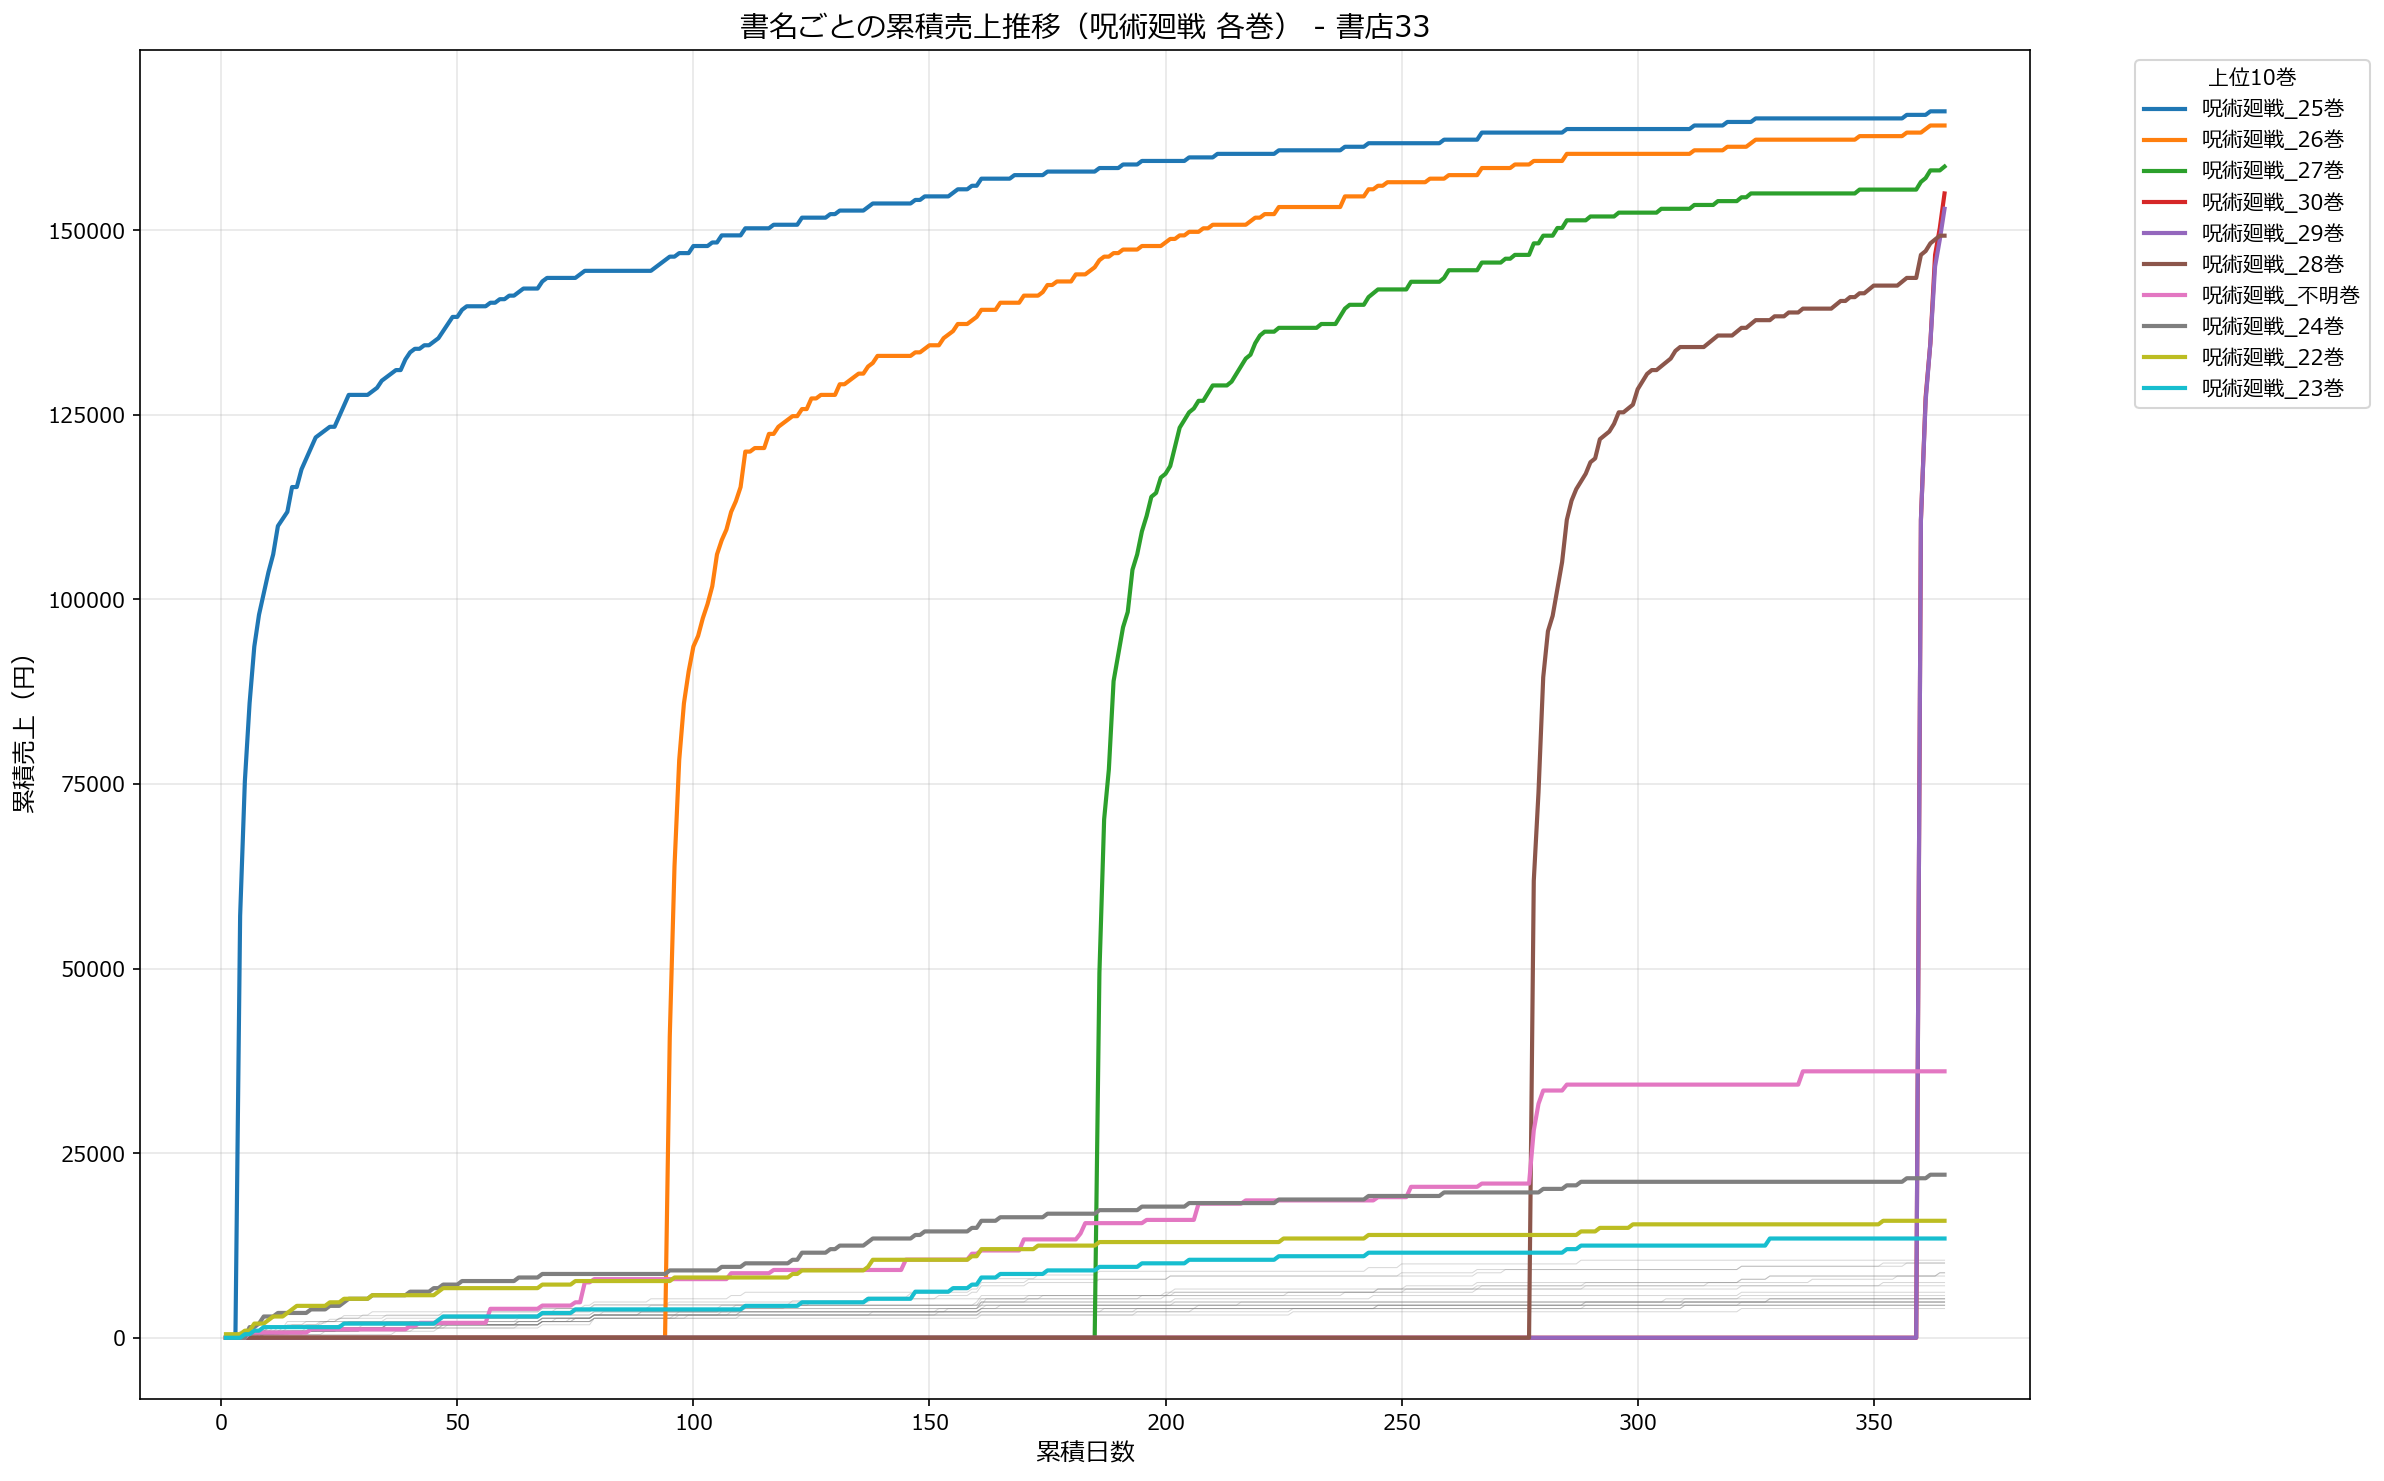 書名ごとの累積売上推移（呪術廻戦 各巻） - 書店33
上位10巻
呪術廻戦_25巻
呪術廻戦_26巻
呪術廻戦_27巻
呪術廻戦_30巻
呪術廻戦_29巻
呪術廻戦_28巻
呪術廻戦_不明巻
呪術廻戦_24巻
呪術廻戦_22巻
呪術廻戦_23巻
累積売上（円）
150000
125000
100000
75000
50000
25000
0
0 50 100 150 200 250 300 350
累積日数